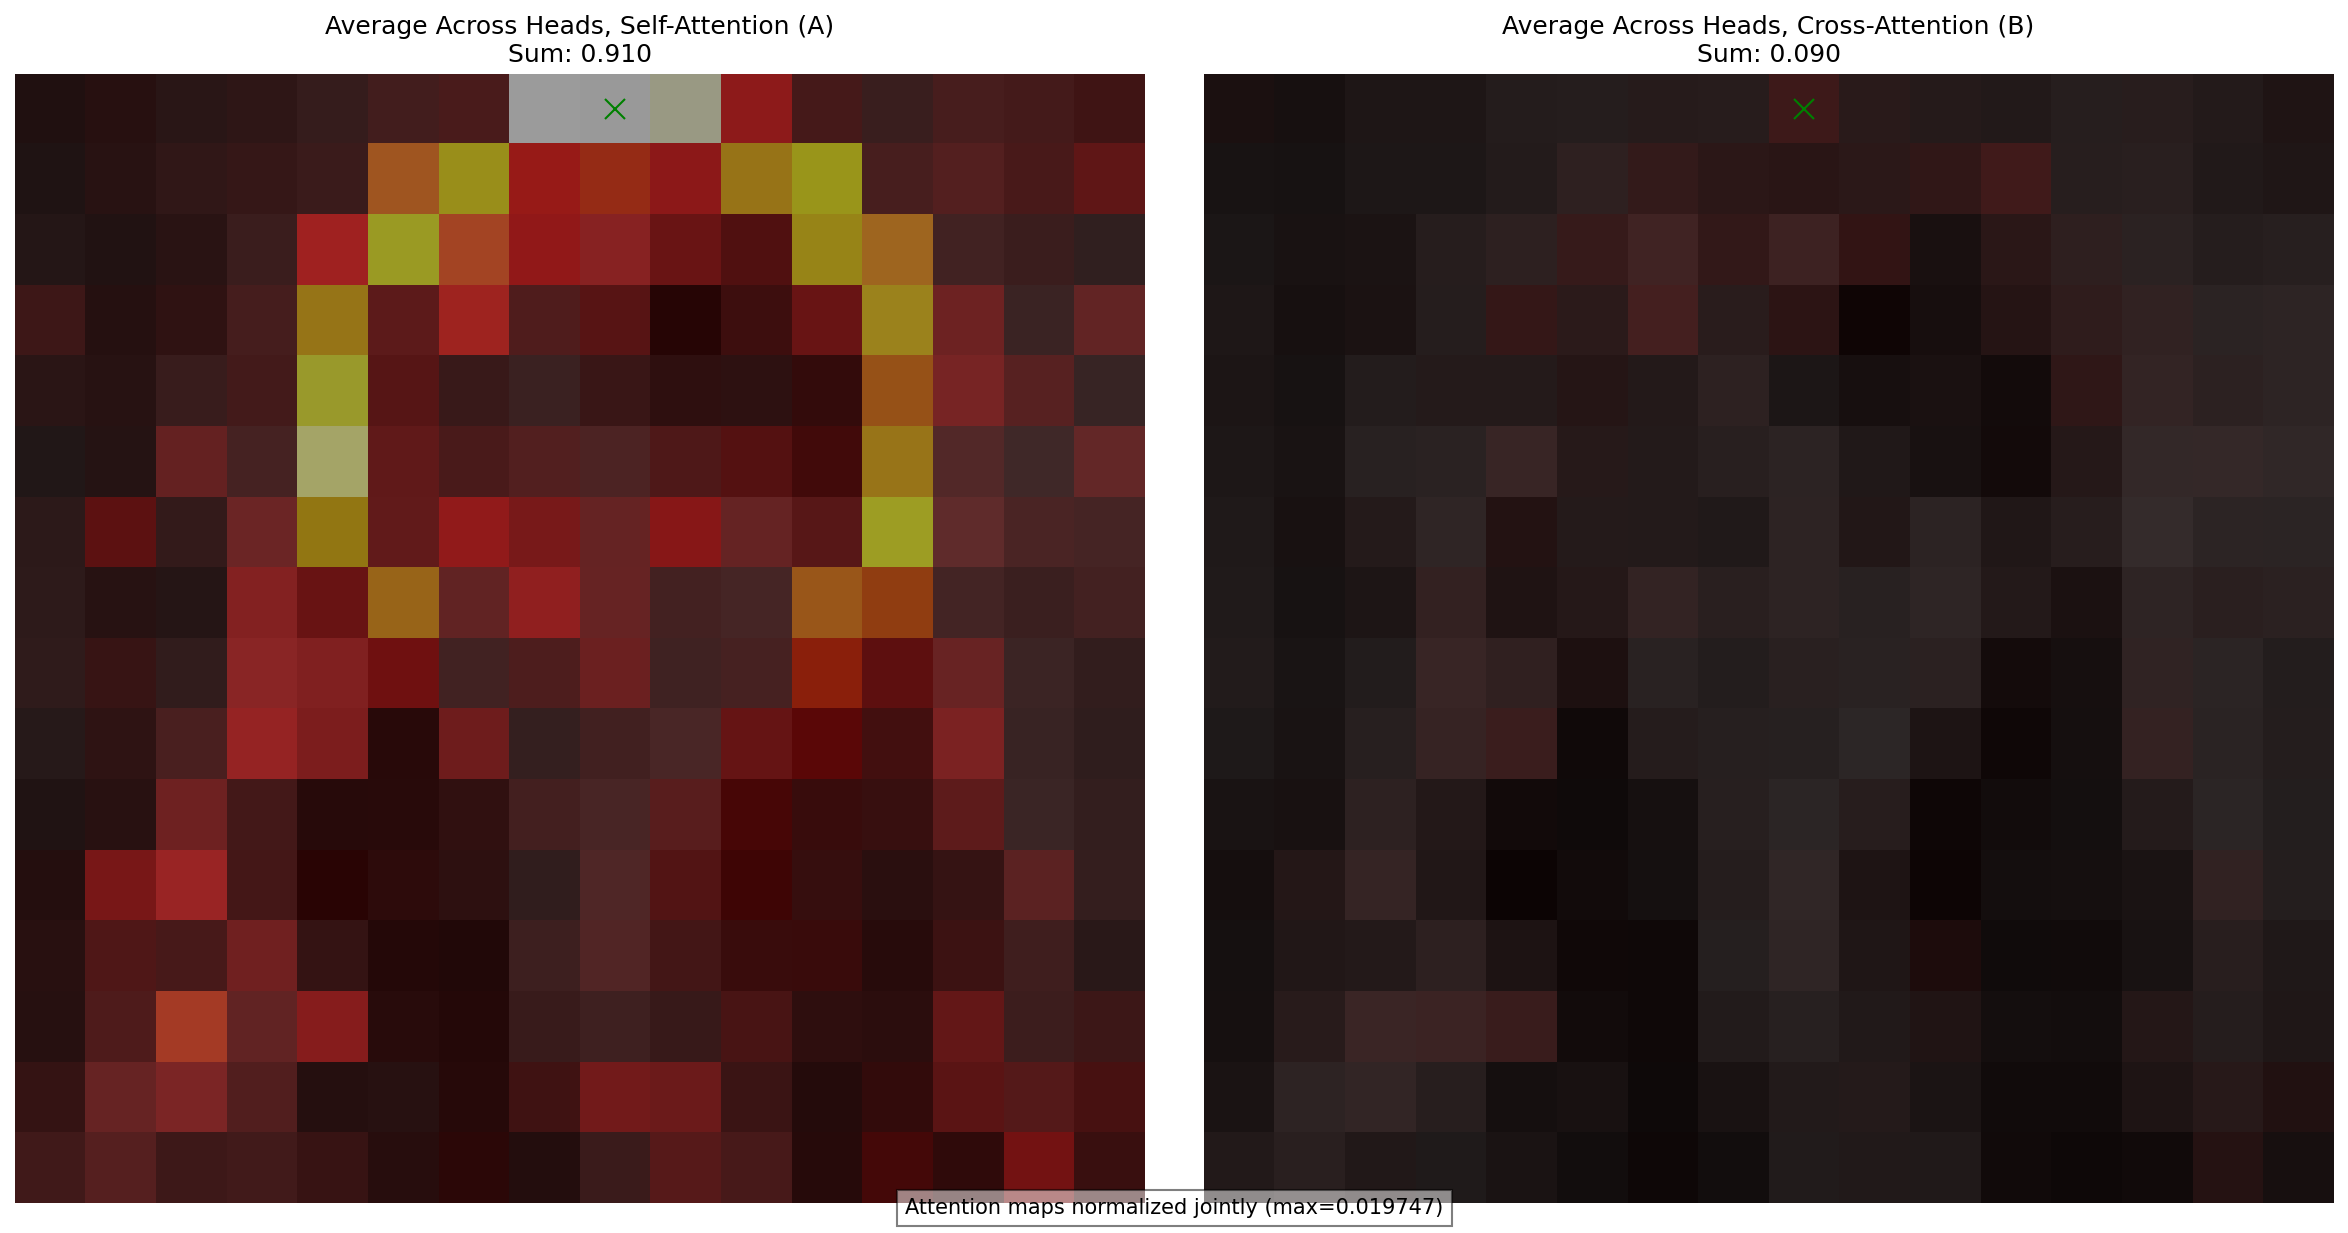 Average Across Heads, Self-Attention (A)
Sum: 0.910
Average Across Heads, Cross-Attention (B)
Sum: 0.090
Attention maps normalized jointly (max=0.019747)